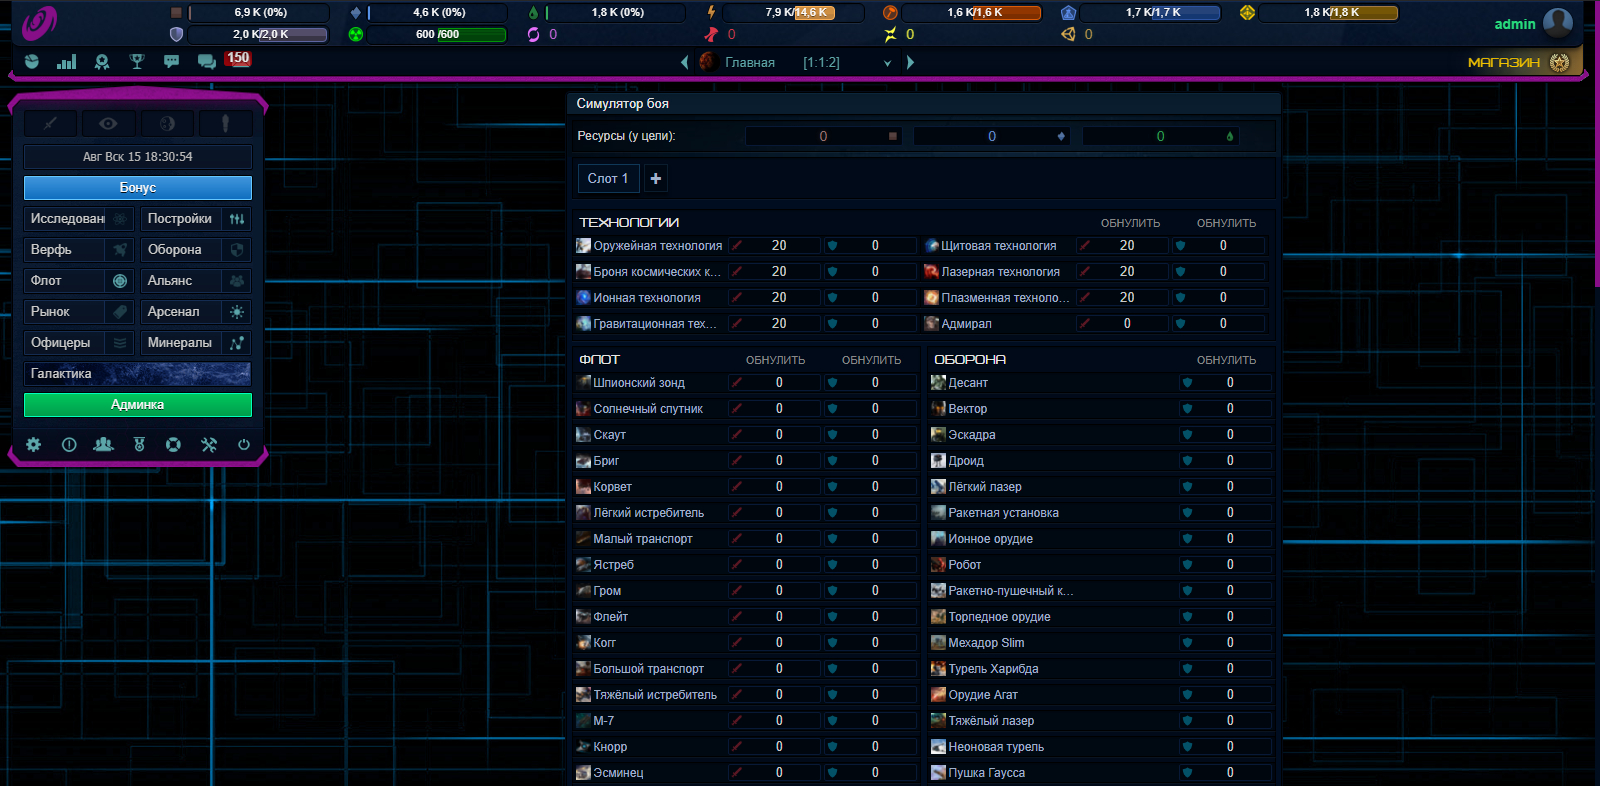 6,9 K (0%) 4,6 K (0%) 1,8 K (0%) 7,9 K/14,6 K 1,6 K/1,6 K 1,7 K/1,7 K 1,8 K/1,8 K
2,0 K/2,0 K 600 /600 0 0 0 0
admin
150 Главная [1:1:2] МАГАЗИН
Авг Вск 15 18:30:54
Бонус
Исследован Постройки
Верфь Оборона
Флот Альянс
Рынок Арсенал
Офицеры Минералы
Галактика
Админка
Симулятор боя
Ресурсы (у цели): 0 0 0
Слот 1 +
ТЕХНОЛОГИИ ОБНУЛИТЬ ОБНУЛИТЬ
Оружейная технология 20 0 Щитовая технология 20 0
Броня космических к... 20 0 Лазерная технология 20 0
Ионная технология 20 0 Плазменная техноло... 20 0
Гравитационная тех... 20 0 Адмирал 0 0
ФЛОТ ОБНУЛИТЬ ОБНУЛИТЬ ОБОРОНА ОБНУЛИТЬ
Шпионский зонд 0 0 Десант 0
Солнечный спутник 0 0 Вектор 0
Скаут 0 0 Эскадра 0
Бриг 0 0 Дроид 0
Корвет 0 0 Лёгкий лазер 0
Лёгкий истребитель 0 0 Ракетная установка 0
Малый транспорт 0 0 Ионное орудие 0
Ястреб 0 0 Робот 0
Гром 0 0 Ракетно-пушечный к... 0
Флейт 0 0 Торпедное орудие 0
Когг 0 0 Мехадор Slim 0
Большой транспорт 0 0 Турель Харибда 0
Тяжёлый истребитель 0 0 Орудие Агат 0
М-7 0 0 Тяжёлый лазер 0
Кнорр 0 0 Неоновая турель 0
Эсминец 0 0 Пушка Гаусса 0